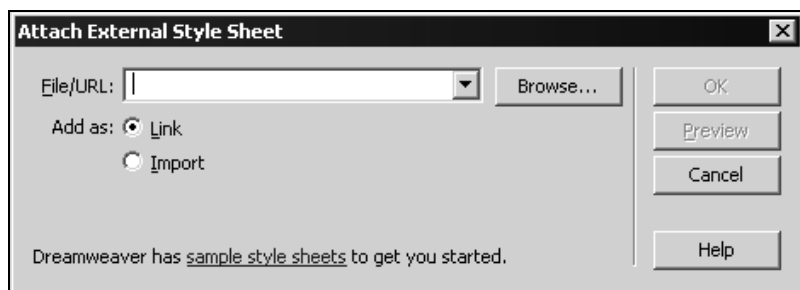 Attach External Style Sheet
File/URL:
Browse...
OK
Add as:
Link
Preview
Import
Cancel
Dreamweaver has sample style sheets to get you started.
Help